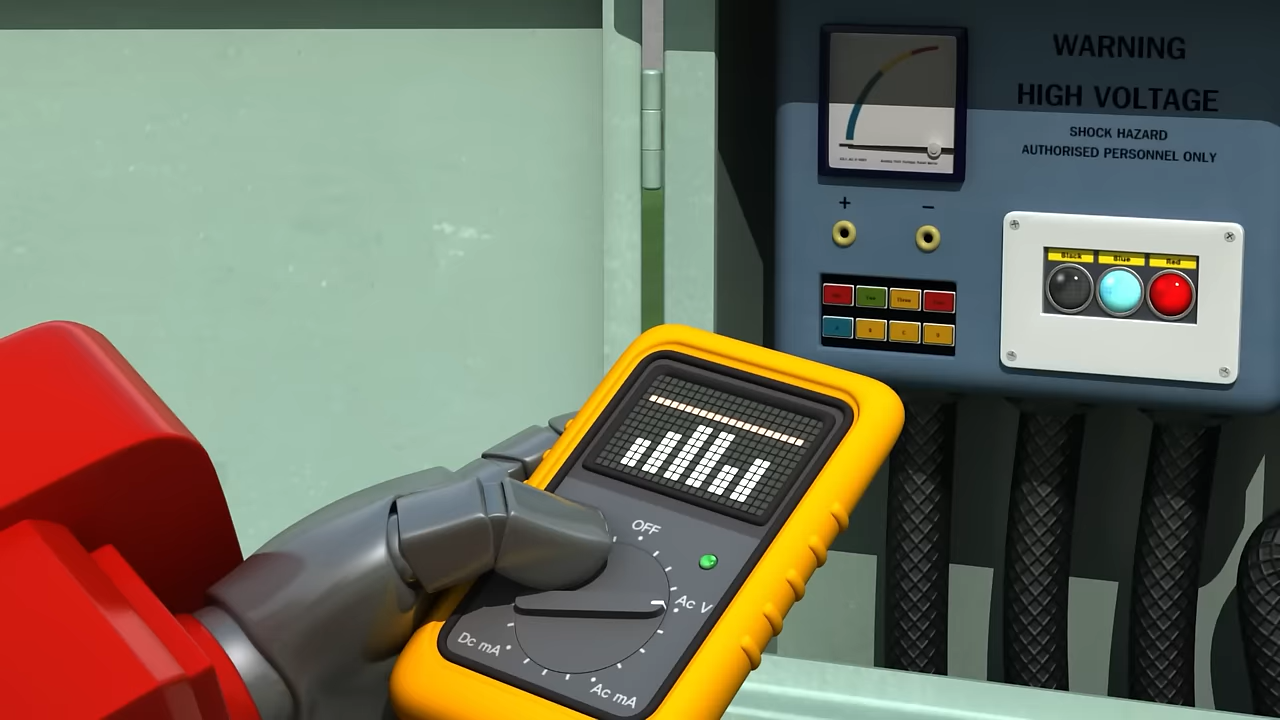 WARNING
HIGH VOLTAGE
SHOCK HAZARD
AUTHORISED PERSONNEL ONLY
+ −
Black Blue Red
OFF
Ac V
Dc mA
Ac mA